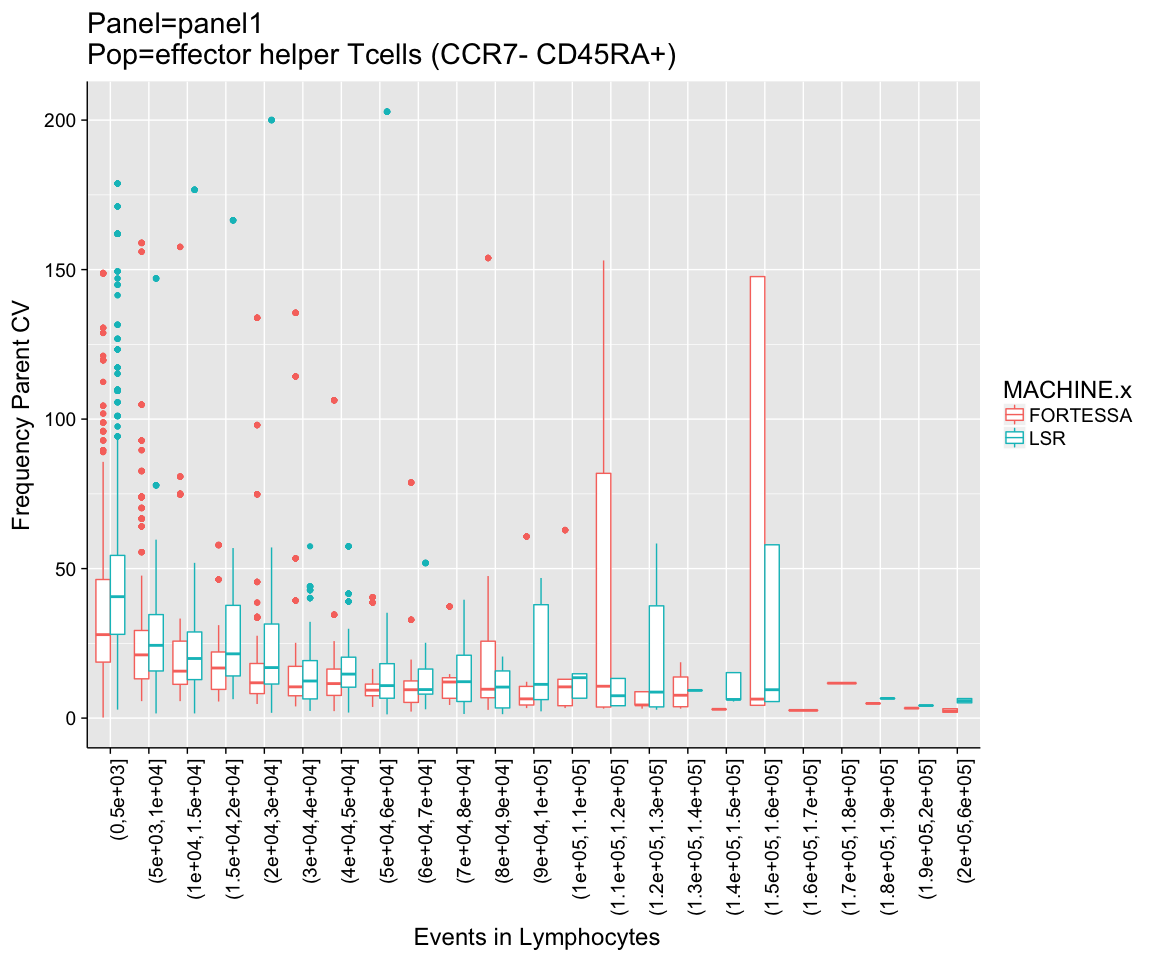 Panel=panel1
Pop=effector helper Tcells (CCR7- CD45RA+)
Frequency Parent CV
200
150
100
50
0
(0,5e+03]
(5e+03,1e+04]
(1e+04,1.5e+04]
(1.5e+04,2e+04]
(2e+04,3e+04]
(3e+04,4e+04]
(4e+04,5e+04]
(5e+04,6e+04]
(6e+04,7e+04]
(7e+04,8e+04]
(8e+04,9e+04]
(9e+04,1e+05]
(1e+05,1.1e+05]
(1.1e+05,1.2e+05]
(1.2e+05,1.3e+05]
(1.3e+05,1.4e+05]
(1.4e+05,1.5e+05]
(1.5e+05,1.6e+05]
(1.6e+05,1.7e+05]
(1.7e+05,1.8e+05]
(1.8e+05,1.9e+05]
(1.9e+05,2e+05]
(2e+05,6e+05]
Events in Lymphocytes
MACHINE.x
FORTESSA
LSR